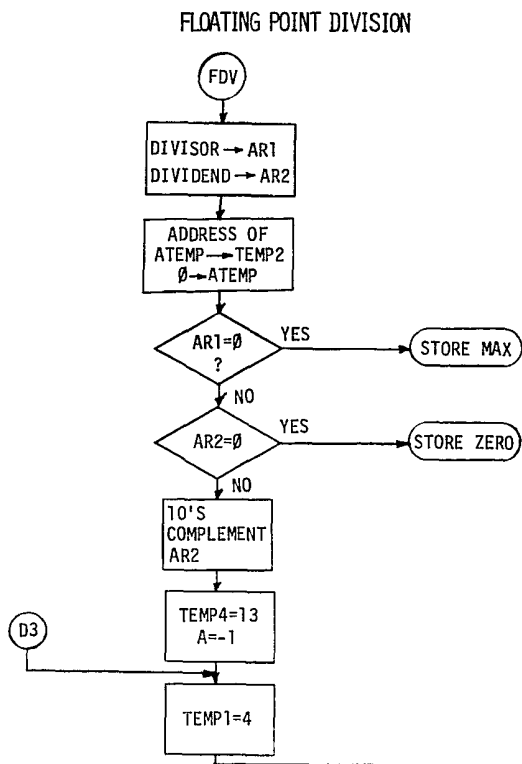 FLOATING POINT DIVISION
FDV
DIVISOR → AR1
DIVIDEND → AR2
ADDRESS OF
ATEMP → TEMP2
Ø → ATEMP
AR1=Ø
?
YES
STORE MAX
NO
AR2=Ø
YES
STORE ZERO
NO
10'S
COMPLEMENT
AR2
TEMP4=13
A=-1
D3
TEMP1=4